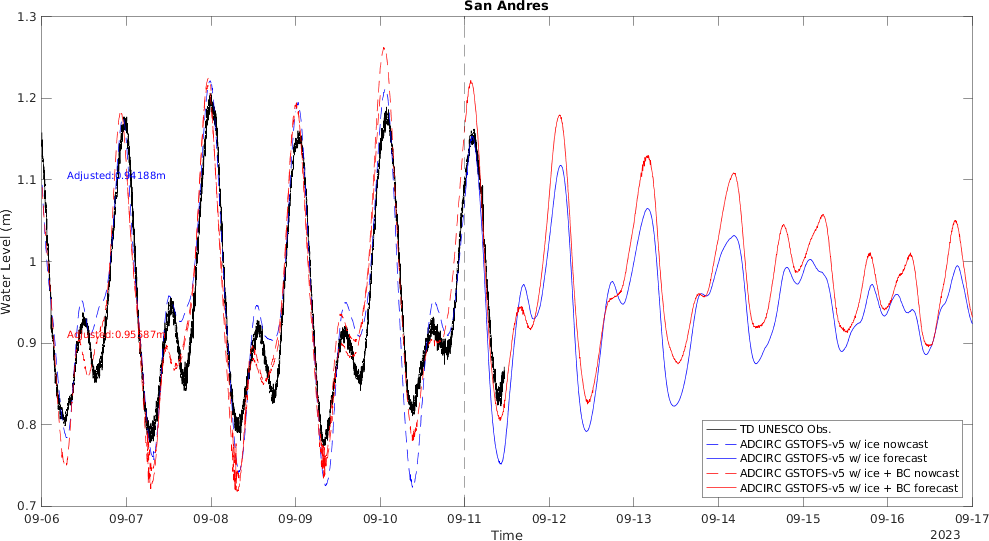 San Andres
1.3
1.2
1.1
1
0.9
0.8
0.7
Water Level (m)
Adjusted:0.94188m
Adjusted:0.95587m
09-06
09-07
09-08
09-09
09-10
09-11
09-12
09-13
09-14
09-15
09-16
09-17
Time
2023
TD UNESCO Obs.
ADCIRC GSTOFS-v5 w/ ice nowcast
ADCIRC GSTOFS-v5 w/ ice forecast
ADCIRC GSTOFS-v5 w/ ice + BC nowcast
ADCIRC GSTOFS-v5 w/ ice + BC forecast